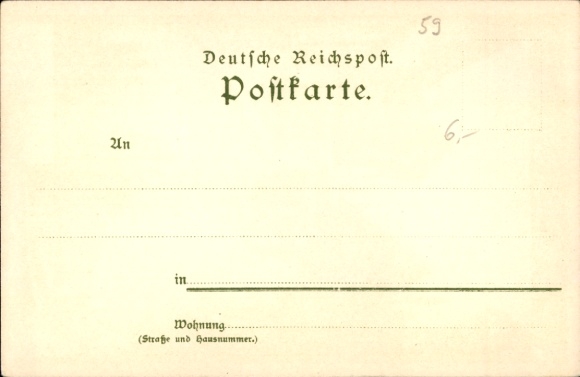 59
Deutſche Reichspoſt.
Poſtkarte.
6,-
An
in
Wohnung
(Straße und Hausnummer.)